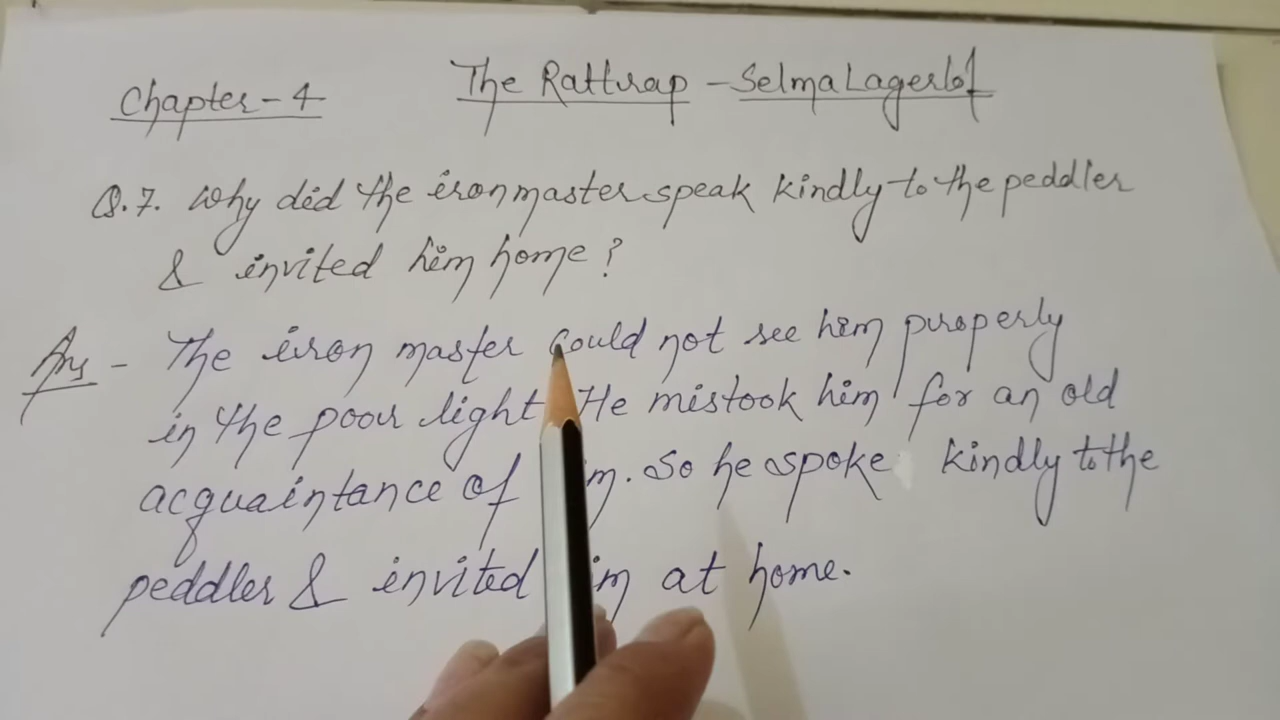 Chapter-4 The Rattrap - Selma Lagerlof
Q.7. Why did the ironmaster speak kindly to the peddler
& invited him home?
Ans - The iron master could not see him properly
in the poor light. He mistook him for an old
acquaintance of. So he spoke kindly to the
peddler & invited at home.